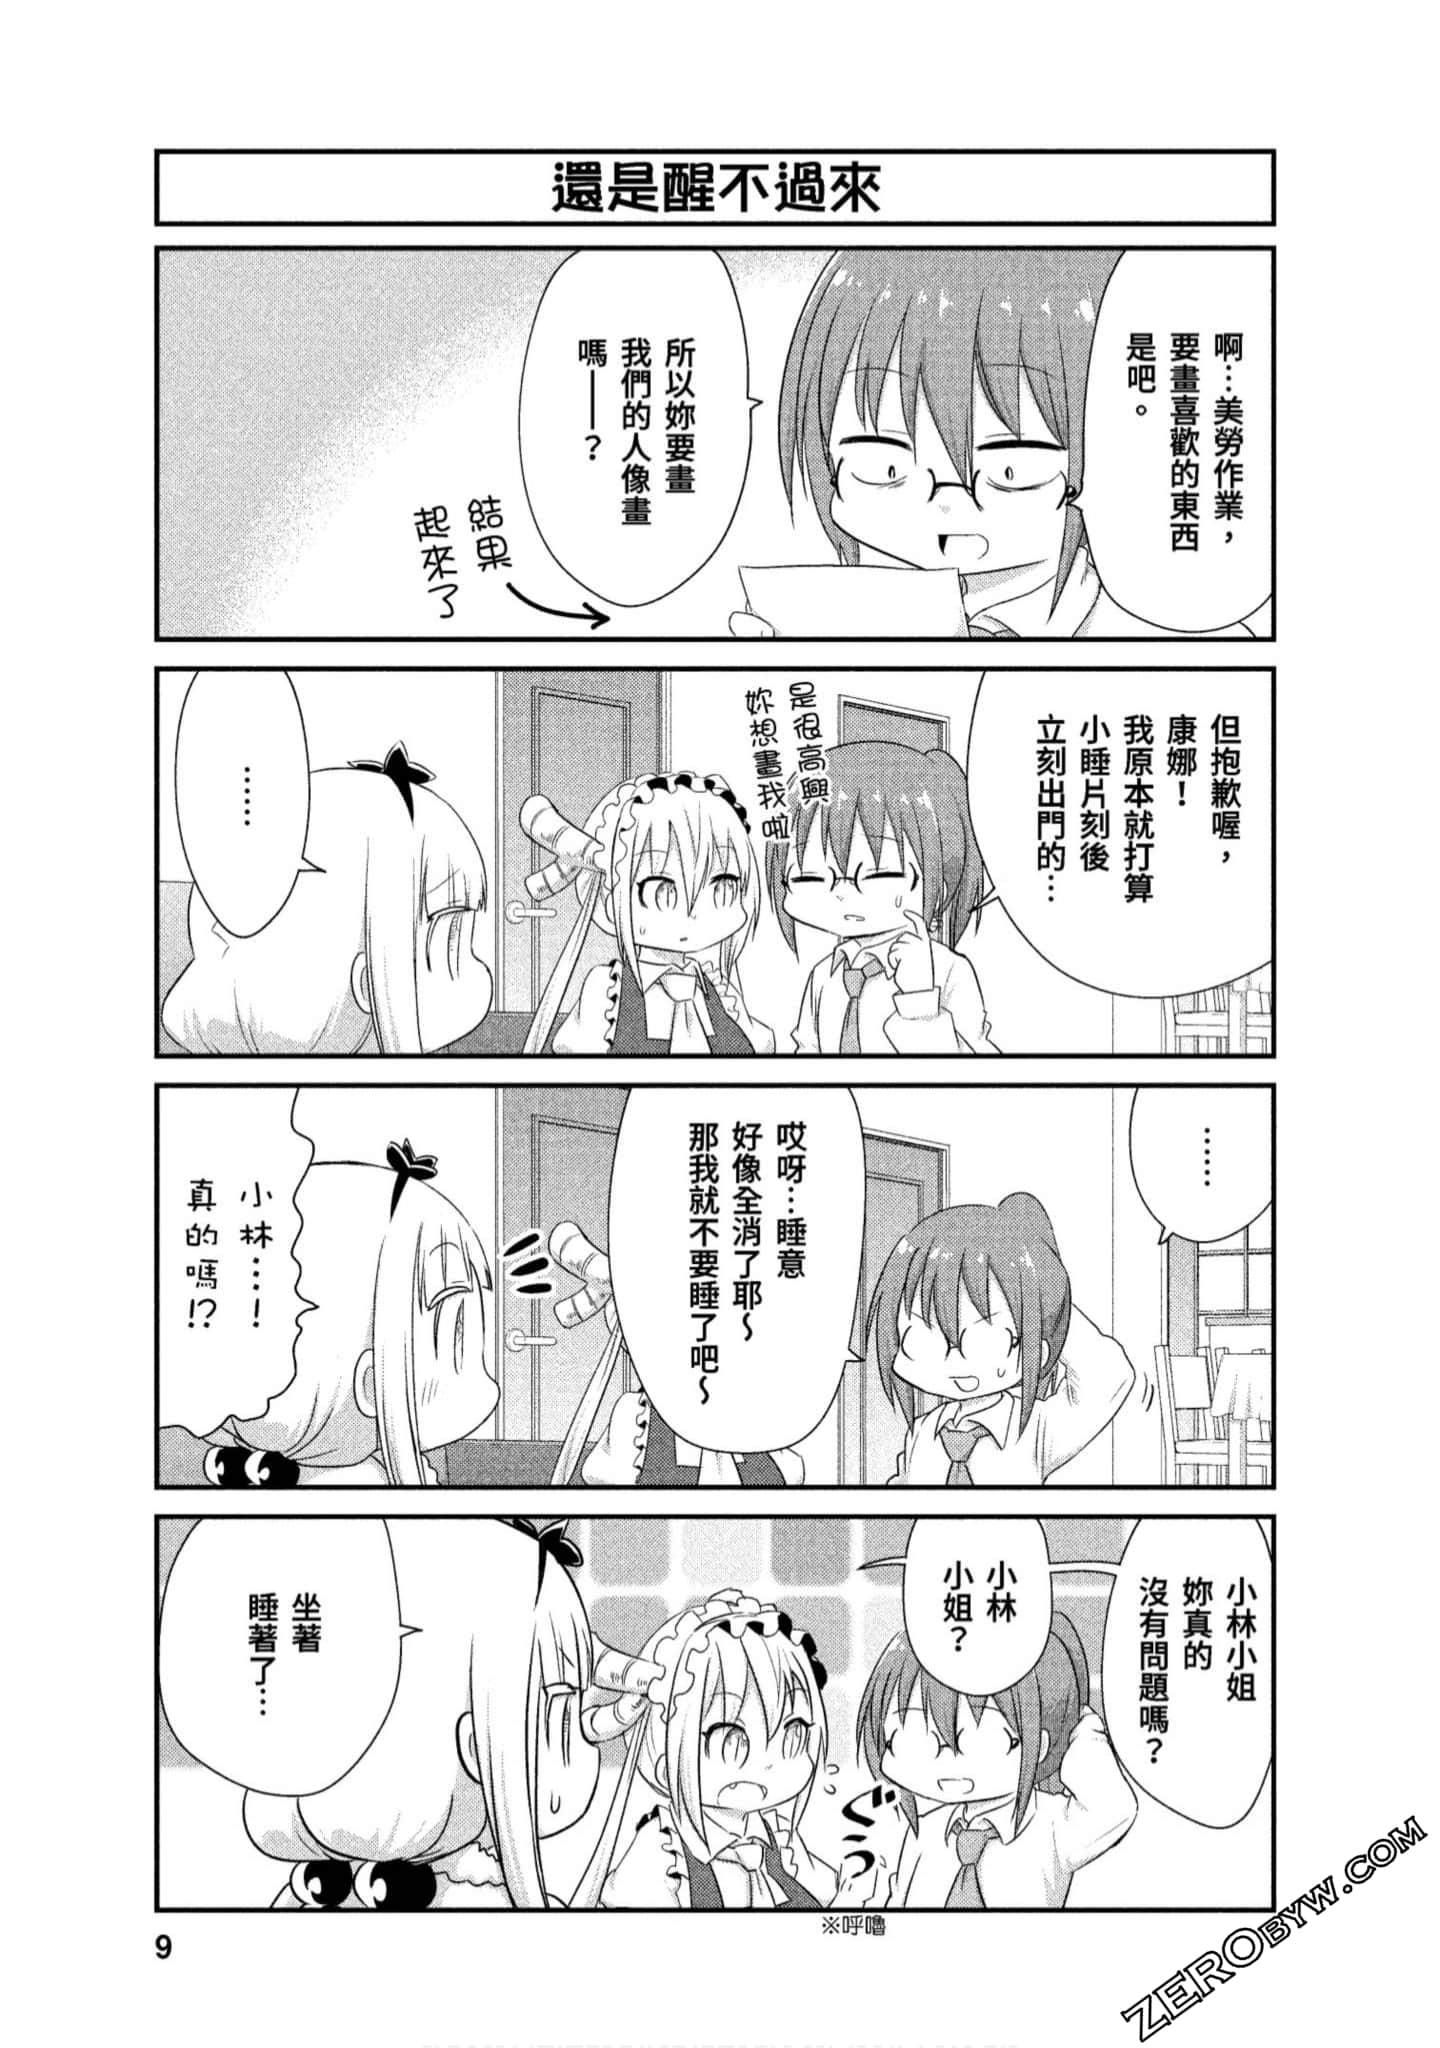 還是醒不過來
啊…美勞作業，
要畫喜歡的東西
是吧。
所以妳要畫
我們的人像畫
嗎——？
結果
起來了
但抱歉喔，
康娜！
我原本就打算
小睡片刻後
立刻出門的…
是很高興
妳想畫我啦
……
……
哎呀…睡意
好像全消了耶～
那我就不要睡了吧～
小林…！
真的嗎！？
小林小姐
妳真的
沒有問題嗎？
小林
小姐？
ぐぅ
※呼嚕
坐著
睡著了…
9
ZEROBYW.COM